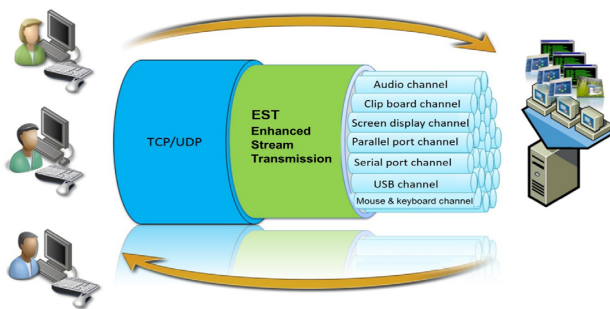 TCP/UDP
EST
Enhanced
Stream
Transmission
Audio channel
Clip board channel
Screen display channel
Parallel port channel
Serial port channel
USB channel
Mouse & keyboard channel